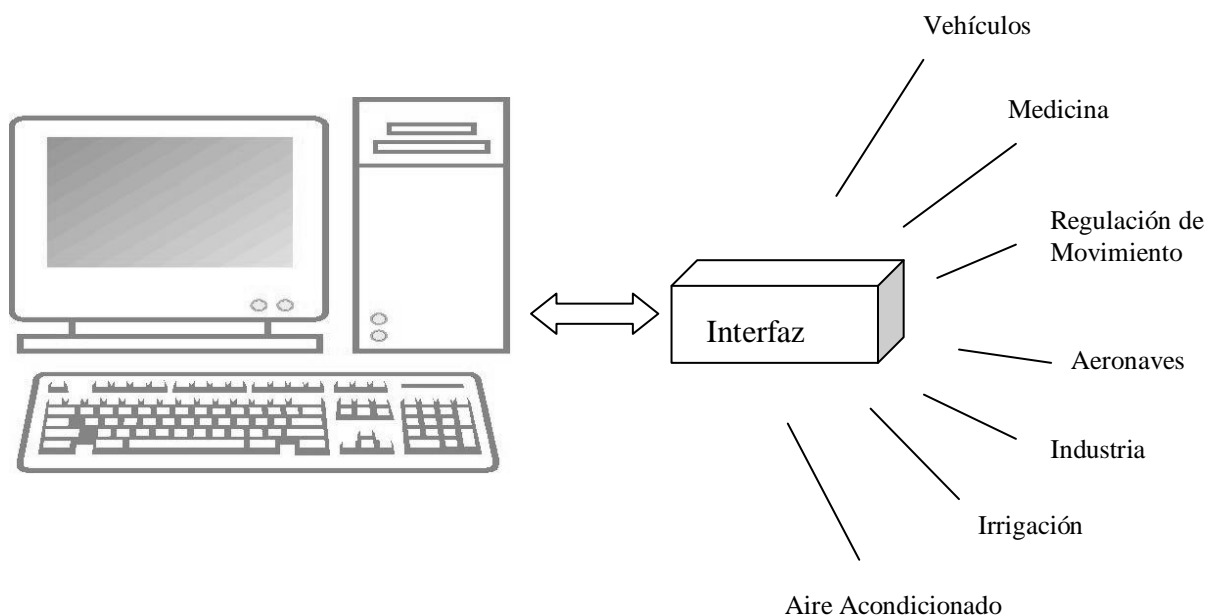 Vehículos
Medicina
Regulación de
Movimiento
Interfaz
Aeronaves
Industria
Irrigación
Aire Acondicionado